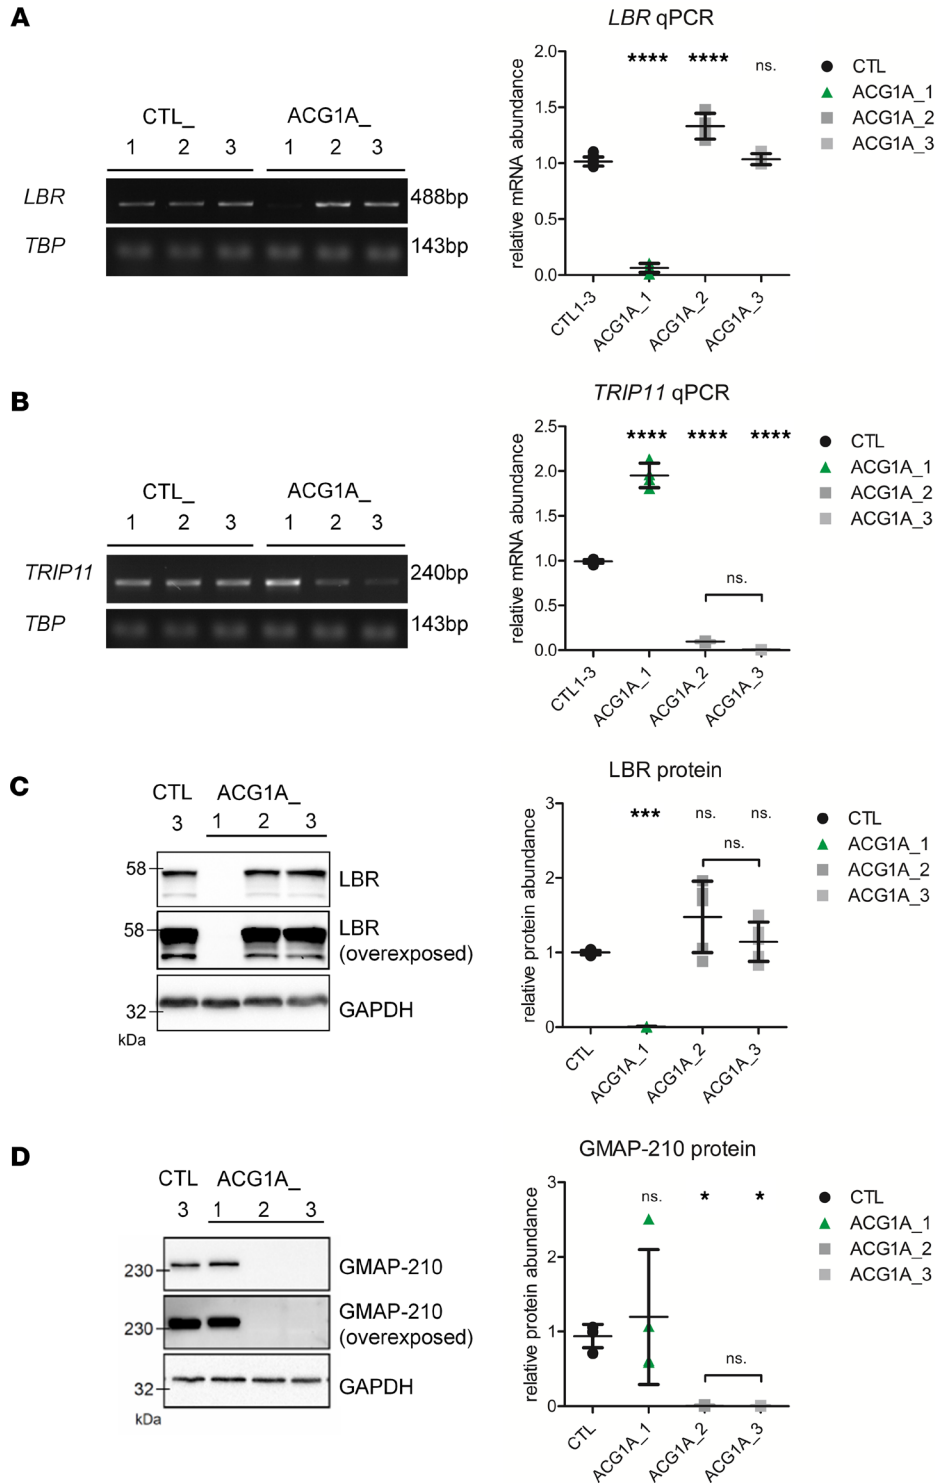 A
CTL_
ACG1A_
1 2 3 1 2 3
LBR
488bp
TBP
143bp
LBR qPCR
relative mRNA abundance
2.0
1.5
1.0
0.5
0.0
**** **** ns.
CTL1-3
ACG1A_1
ACG1A_2
ACG1A_3
CTL
ACG1A_1
ACG1A_2
ACG1A_3
B
CTL_
ACG1A_
1 2 3 1 2 3
TRIP11
240bp
TBP
143bp
TRIP11 qPCR
relative mRNA abundance
2.5
2.0
1.5
1.0
0.5
0.0
**** **** ****
ns.
CTL1-3
ACG1A_1
ACG1A_2
ACG1A_3
CTL
ACG1A_1
ACG1A_2
ACG1A_3
C
CTL ACG1A_
3 1 2 3
58
LBR
58
LBR
(overexposed)
32
GAPDH
kDa
LBR protein
relative protein abundance
3
2
1
0
*** ns. ns.
ns.
CTL
ACG1A_1
ACG1A_2
ACG1A_3
CTL
ACG1A_1
ACG1A_2
ACG1A_3
D
CTL ACG1A_
3 1 2 3
230
GMAP-210
230
GMAP-210
(overexposed)
32
GAPDH
kDa
GMAP-210 protein
relative protein abundance
3
2
1
0
ns. * *
ns.
CTL
ACG1A_1
ACG1A_2
ACG1A_3
CTL
ACG1A_1
ACG1A_2
ACG1A_3